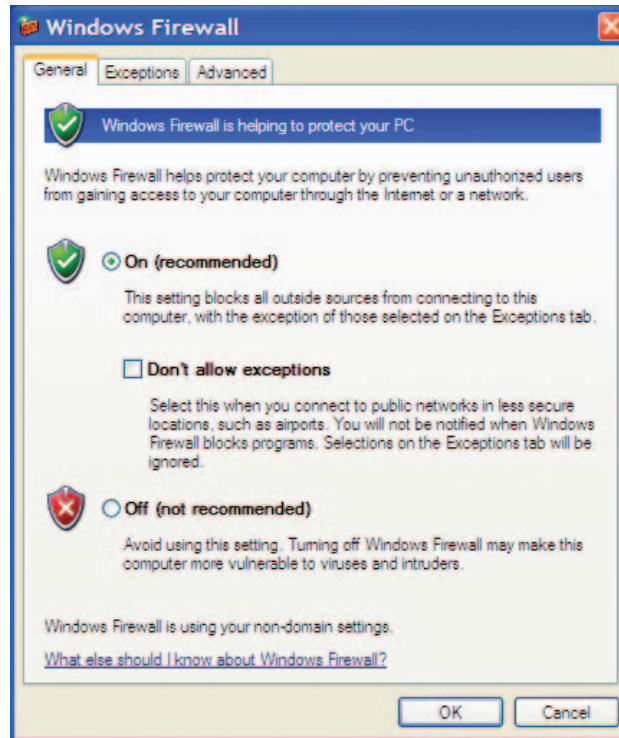 Windows Firewall
General Exceptions Advanced
Windows Firewall is helping to protect your PC
Windows Firewall helps protect your computer by preventing unauthorized users
from gaining access to your computer through the Internet or a network.
On (recommended)
This setting blocks all outside sources from connecting to this
computer, with the exception of those selected on the Exceptions tab.
Don't allow exceptions
Select this when you connect to public networks in less secure
locations, such as airports. You will not be notified when Windows
Firewall blocks programs. Selections on the Exceptions tab will be
ignored.
Off (not recommended)
Avoid using this setting. Turning off Windows Firewall may make this
computer more vulnerable to viruses and intruders.
Windows Firewall is using your non-domain settings.
What else should I know about Windows Firewall?
OK Cancel